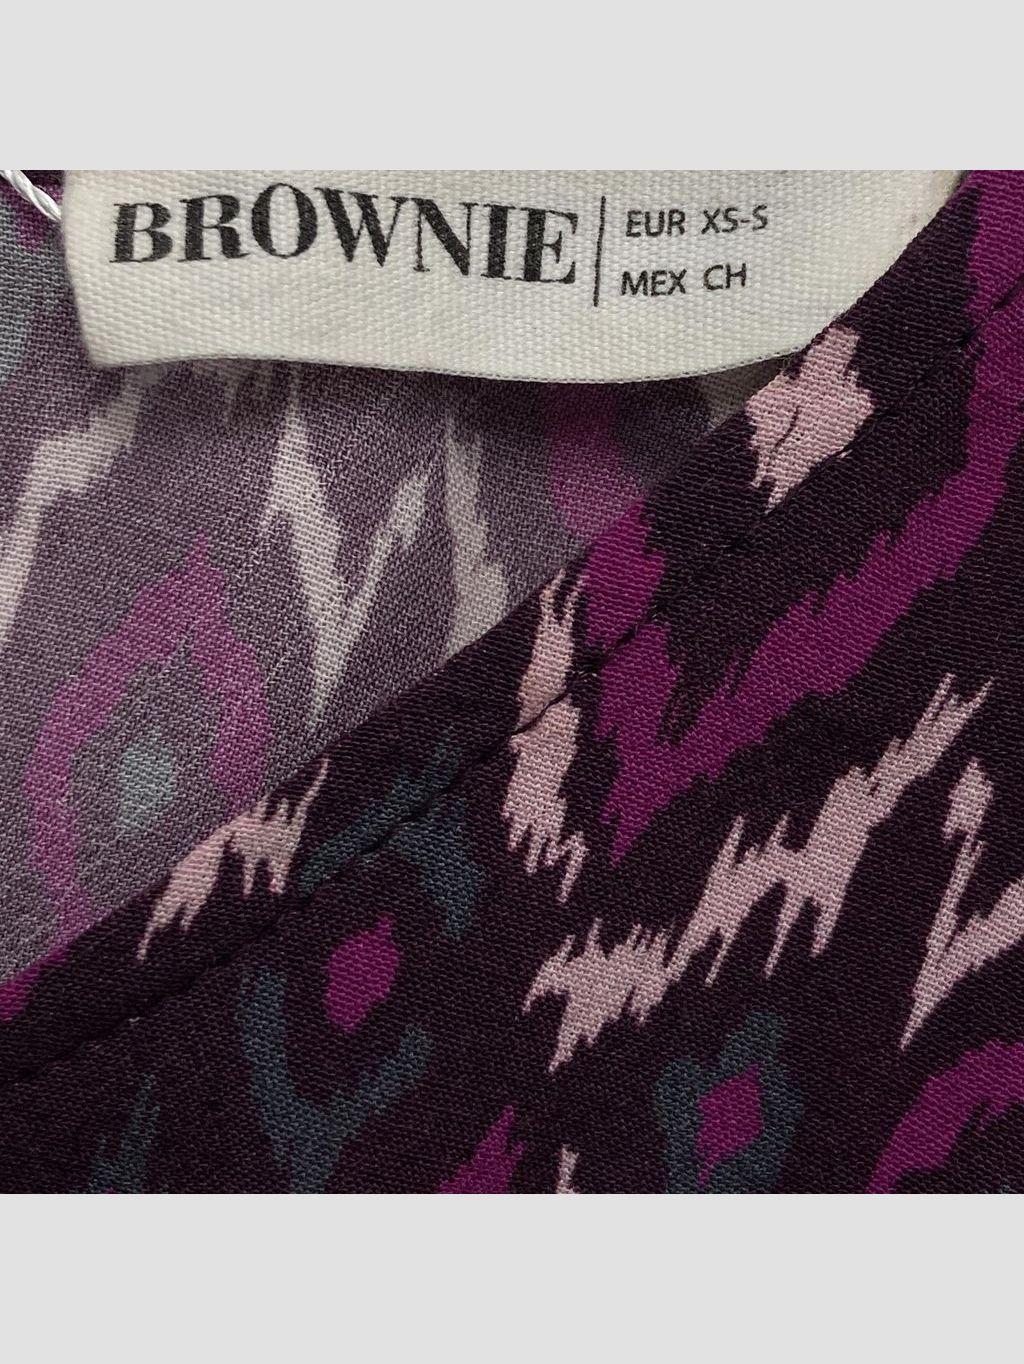 BROWNIE
EUR XS-S
MEX CH